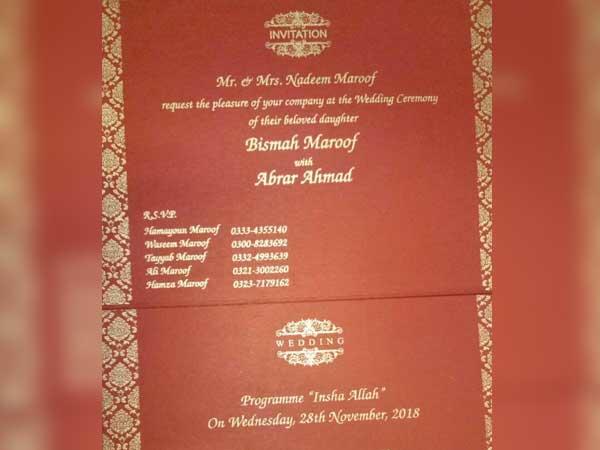 INVITATION
Mr. & Mrs. Nadeem Maroof
request the pleasure of your company at the Wedding Ceremony
of their beloved daughter
Bismah Maroof
with
Abrar Ahmad
R.S.V.P.
Hamayoun Maroof 0333-4355140
Waseem Maroof 0300-8283692
Tayyab Maroof 0332-4993639
Ali Maroof 0321-3002260
Hamza Maroof 0323-7179162
WEDDING
Programme “Insha Allah”
On Wednesday, 28th November, 2018